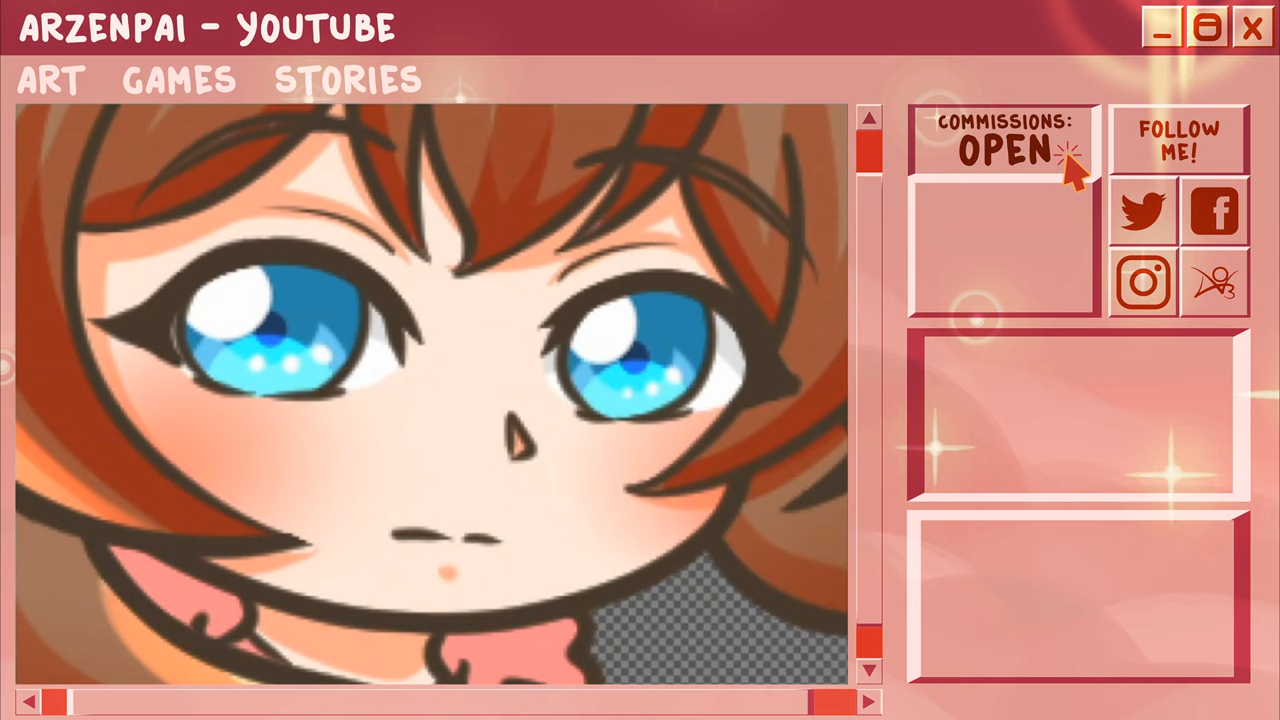 ARZENPAI - YOUTUBE
ART GAMES STORIES
COMMISSIONS:
OPEN
FOLLOW
ME!